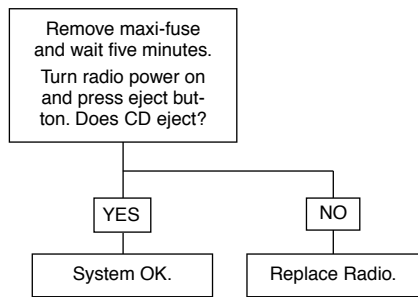 Remove maxi-fuse
and wait five minutes.
Turn radio power on
and press eject but-
ton. Does CD eject?
YES
NO
System OK.
Replace Radio.